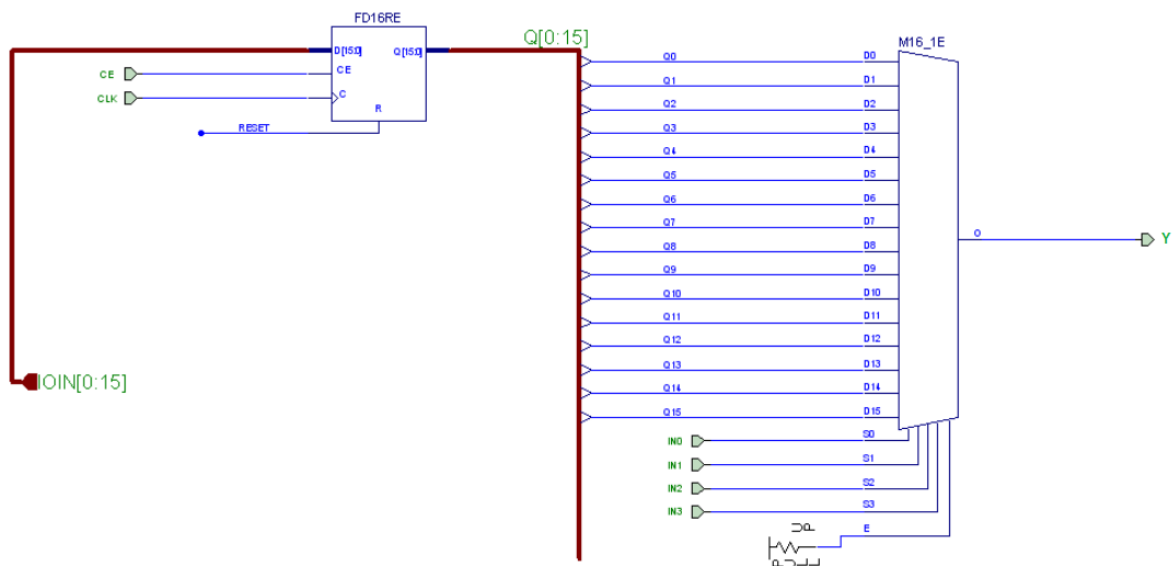 FD16RE
D[15:0]
Q[15:0]
CE
CE
CLK
C
R
RESET
IOIN[0:15]
Q[0:15]
M16_1E
Q0 D0
Q1 D1
Q2 D2
Q3 D3
Q4 D4
Q5 D5
Q6 D6
Q7 D7
Q8 D8
Q9 D9
Q10 D10
Q11 D11
Q12 D12
Q13 D13
Q14 D14
Q15 D15
O
Y
IN0 S0
IN1 S1
IN2 S2
IN3 S3
E
UP